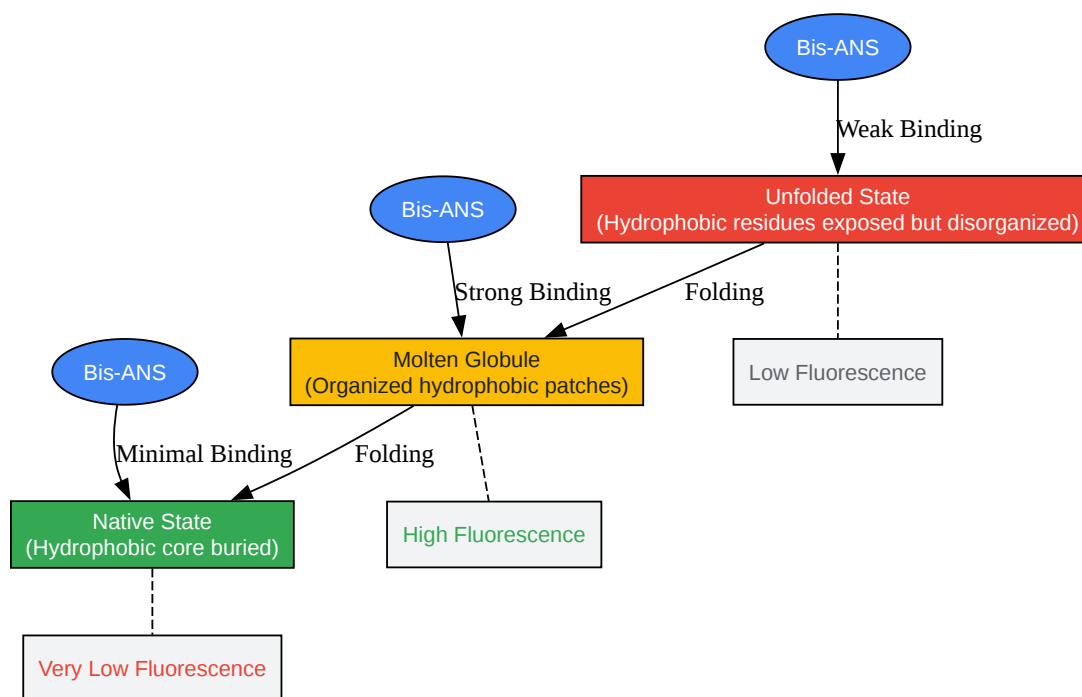 Bis-ANS
Weak Binding
Unfolded State
(Hydrophobic residues exposed but disorganized)
Bis-ANS
Strong Binding
Folding
Molten Globule
(Organized hydrophobic patches)
Low Fluorescence
Bis-ANS
Minimal Binding
Folding
Native State
(Hydrophobic core buried)
High Fluorescence
Very Low Fluorescence